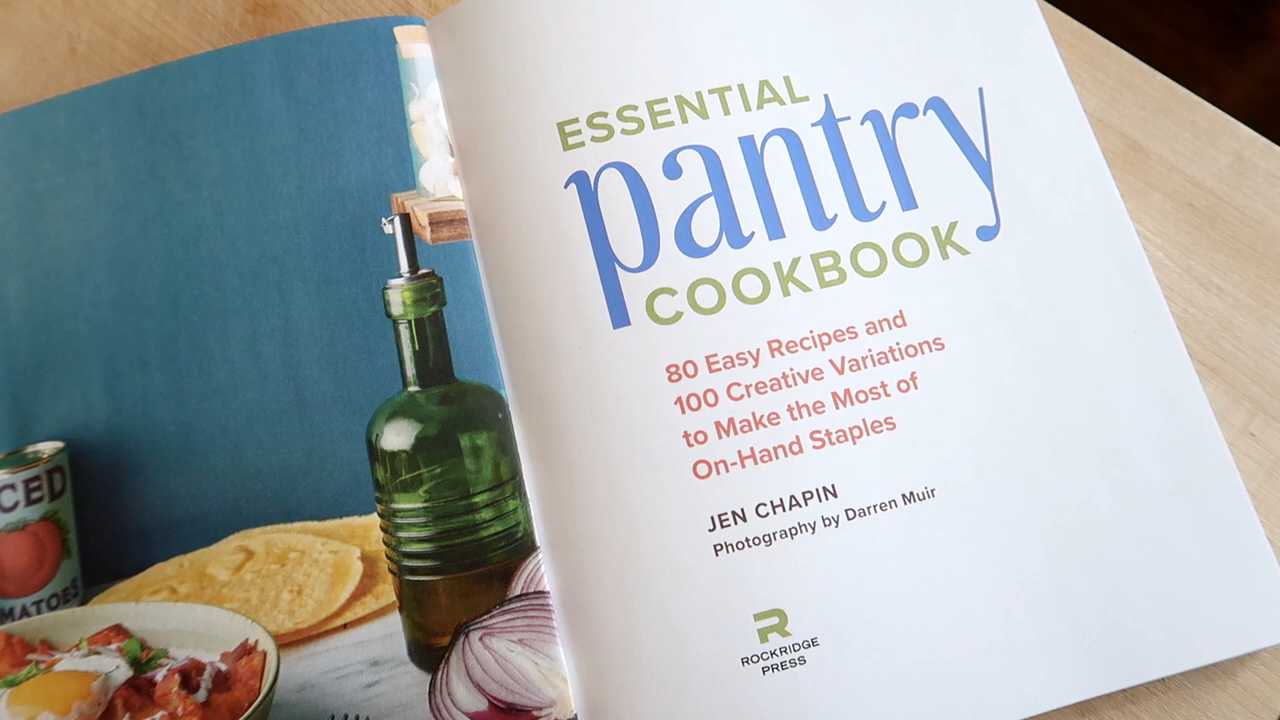 CED
MATOES
ESSENTIAL
pantry
COOKBOOK
80 Easy Recipes and
100 Creative Variations
to Make the Most of
On-Hand Staples
JEN CHAPIN
Photography by Darren Muir
R
ROCKRIDGE
PRESS